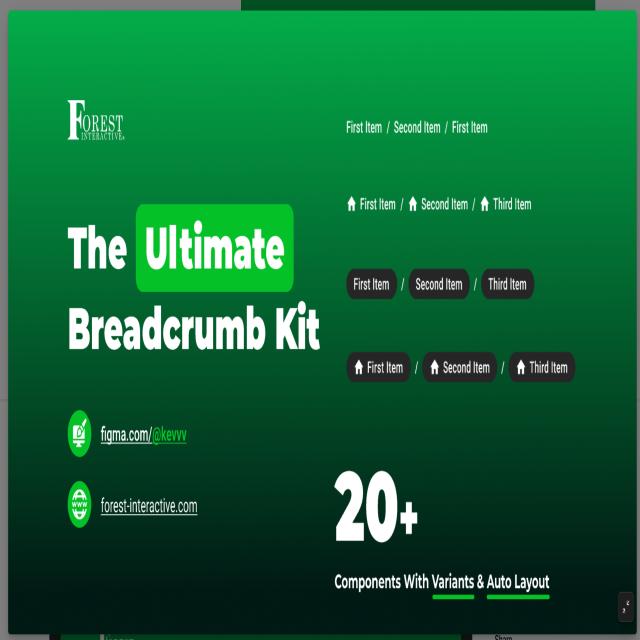 FOREST
INTERACTIVE
The Ultimate
Breadcrumb Kit
figma.com/@kevvv
www
forest-interactive.com
First Item / Second Item / First Item
First Item / Second Item / Third Item
First Item / Second Item / Third Item
First Item / Second Item / Third Item
20+
Components With Variants & Auto Layout